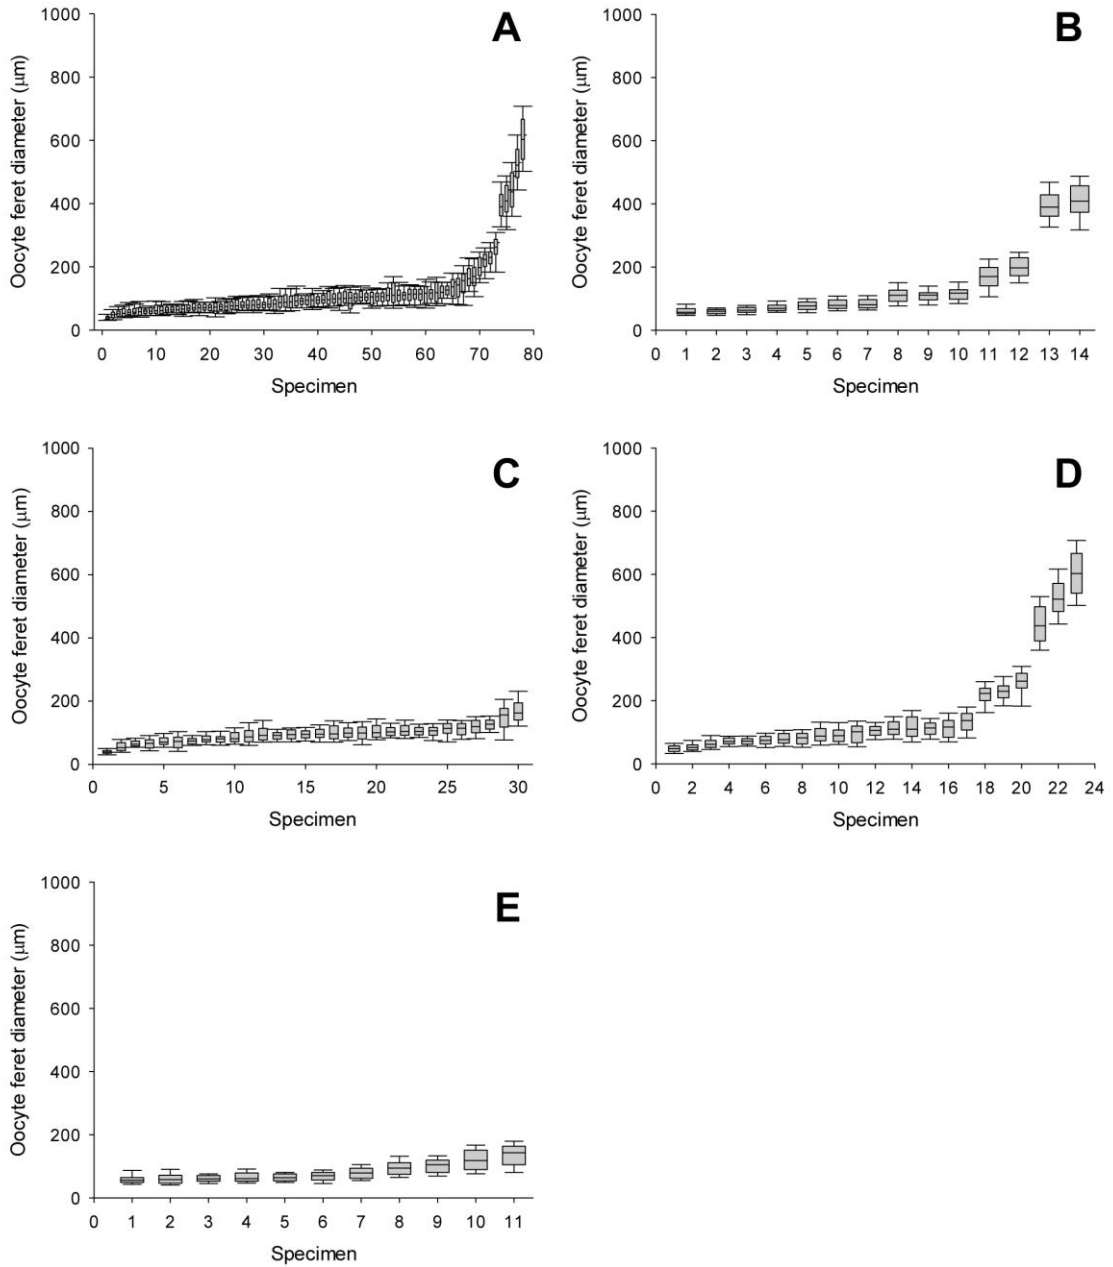 A
Oocyte feret diameter (μm)
1000
800
600
400
200
0
0 10 20 30 40 50 60 70 80
Specimen
B
Oocyte feret diameter (μm)
1000
800
600
400
200
0
0 1 2 3 4 5 6 7 8 9 10 11 12 13 14
Specimen
C
Oocyte feret diameter (μm)
1000
800
600
400
200
0
0 5 10 15 20 25 30
Specimen
D
Oocyte feret diameter (μm)
1000
800
600
400
200
0
0 2 4 6 8 10 12 14 16 18 20 22 24
Specimen
E
Oocyte feret diameter (μm)
1000
800
600
400
200
0
0 1 2 3 4 5 6 7 8 9 10 11
Specimen